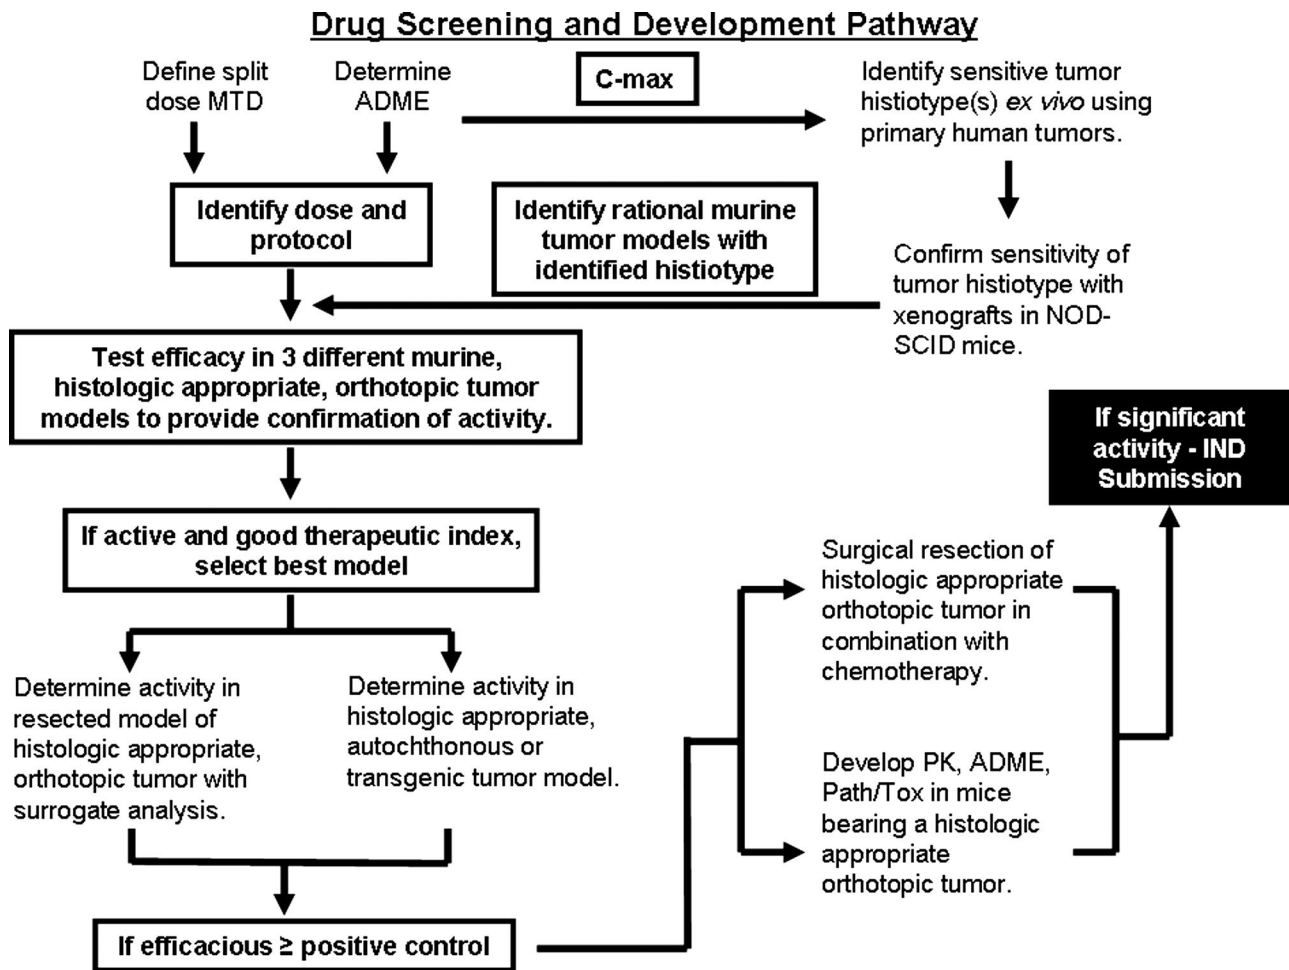 Drug Screening and Development Pathway
Define split
dose MTD
Determine
ADME
C-max
Identify sensitive tumor
histiotype(s) ex vivo using
primary human tumors.
Identify dose and
protocol
Identify rational murine
tumor models with
identified histiotype
Confirm sensitivity of
tumor histiotype with
xenografts in NOD-
SCID mice.
Test efficacy in 3 different murine,
histologic appropriate, orthotopic tumor
models to provide confirmation of activity.
If significant
activity - IND
Submission
If active and good therapeutic index,
select best model
Surgical resection of
histologic appropriate
orthotopic tumor in
combination with
chemotherapy.
Determine activity in
resected model of
histologic appropriate,
orthotopic tumor with
surrogate analysis.
Determine activity in
histologic appropriate,
autochthonous or
transgenic tumor model.
Develop PK, ADME,
Path/Tox in mice
bearing a histologic
appropriate
orthotopic tumor.
If efficacious ≥ positive control